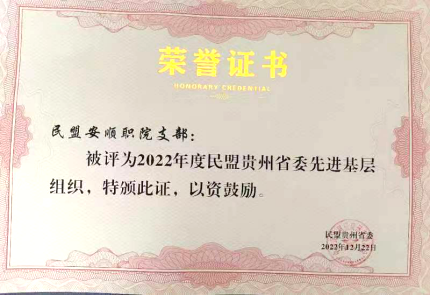 荣誉证书
HONORARY CREDENTIAL
民盟安顺职院支部：
被评为2022年度民盟贵州省委先进基层
组织，特颁此证，以资鼓励。
民盟贵州省委
2022年12月22日